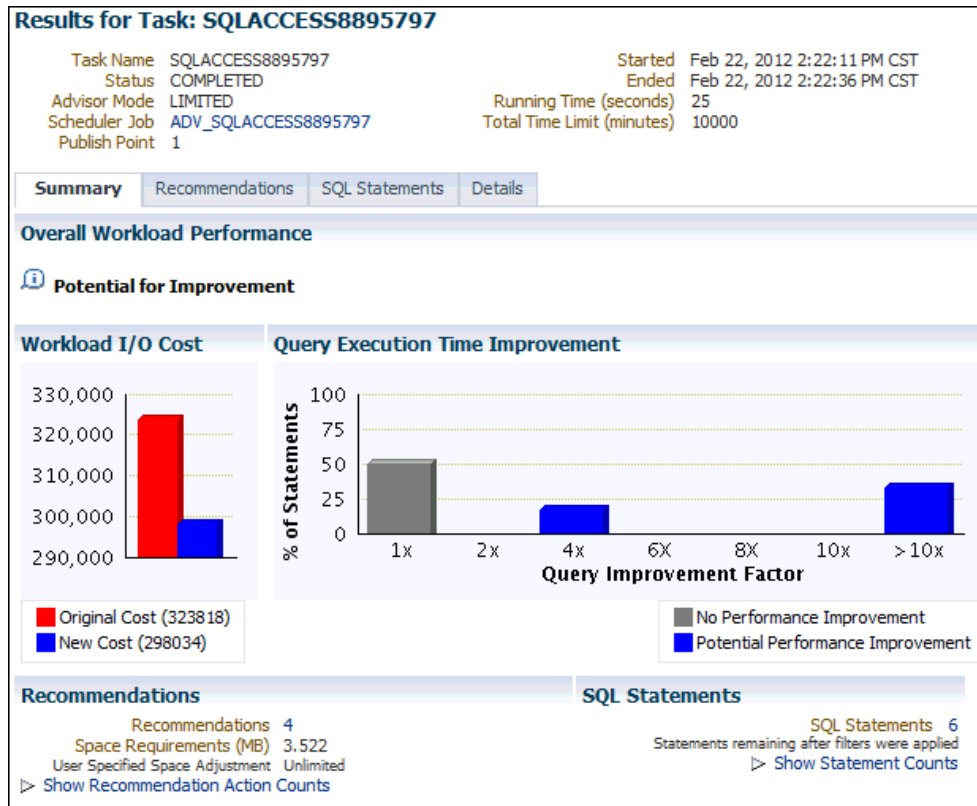 Results for Task: SQLACCESS8895797
Task Name SQLACCESS8895797
Status COMPLETED
Advisor Mode LIMITED
Scheduler Job ADV_SQLACCESS8895797
Publish Point 1
Started Feb 22, 2012 2:22:11 PM CST
Ended Feb 22, 2012 2:22:36 PM CST
Running Time (seconds) 25
Total Time Limit (minutes) 10000
Summary Recommendations SQL Statements Details
Overall Workload Performance
Potential for Improvement
Workload I/O Cost
330,000
320,000
310,000
300,000
290,000
Original Cost (323818)
New Cost (298034)
Query Execution Time Improvement
% of Statements
100
75
50
25
0
1x 2x 4x 6X 8X 10x >10x
Query Improvement Factor
No Performance Improvement
Potential Performance Improvement
Recommendations
Recommendations 4
Space Requirements (MB) 3.522
User Specified Space Adjustment Unlimited
Show Recommendation Action Counts
SQL Statements
SQL Statements 6
Statements remaining after filters were applied
Show Statement Counts